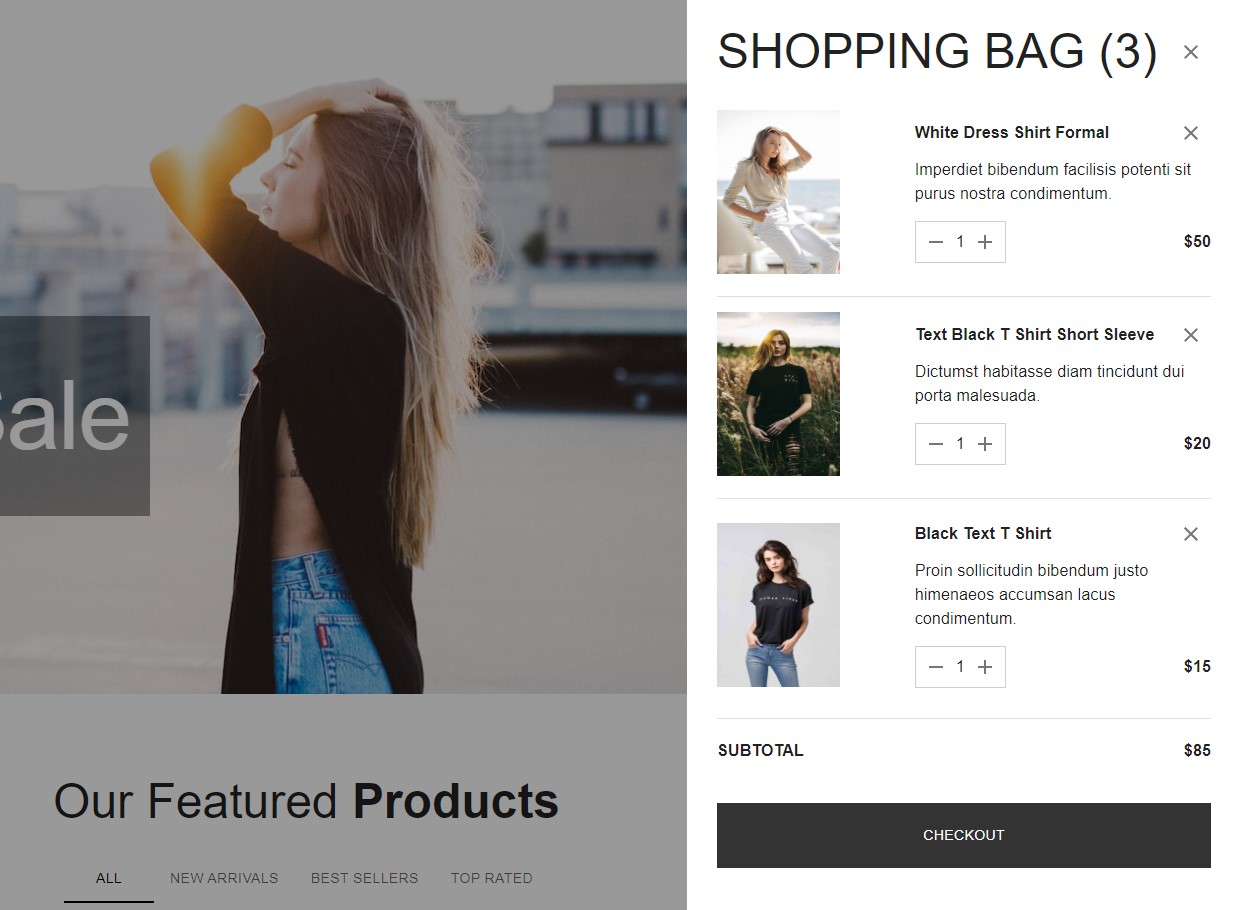 SHOPPING BAG (3)
White Dress Shirt Formal
Imperdiet bibendum facilisis potenti sit
purus nostra condimentum.
1
$50
Text Black T Shirt Short Sleeve
Dictumst habitasse diam tincidunt dui
porta malesuada.
1
$20
Black Text T Shirt
Proin sollicitudin bibendum justo
himenaeos accumsan lacus
condimentum.
1
$15
SUBTOTAL
$85
CHECKOUT
Sale
Our Featured Products
ALL NEW ARRIVALS BEST SELLERS TOP RATED